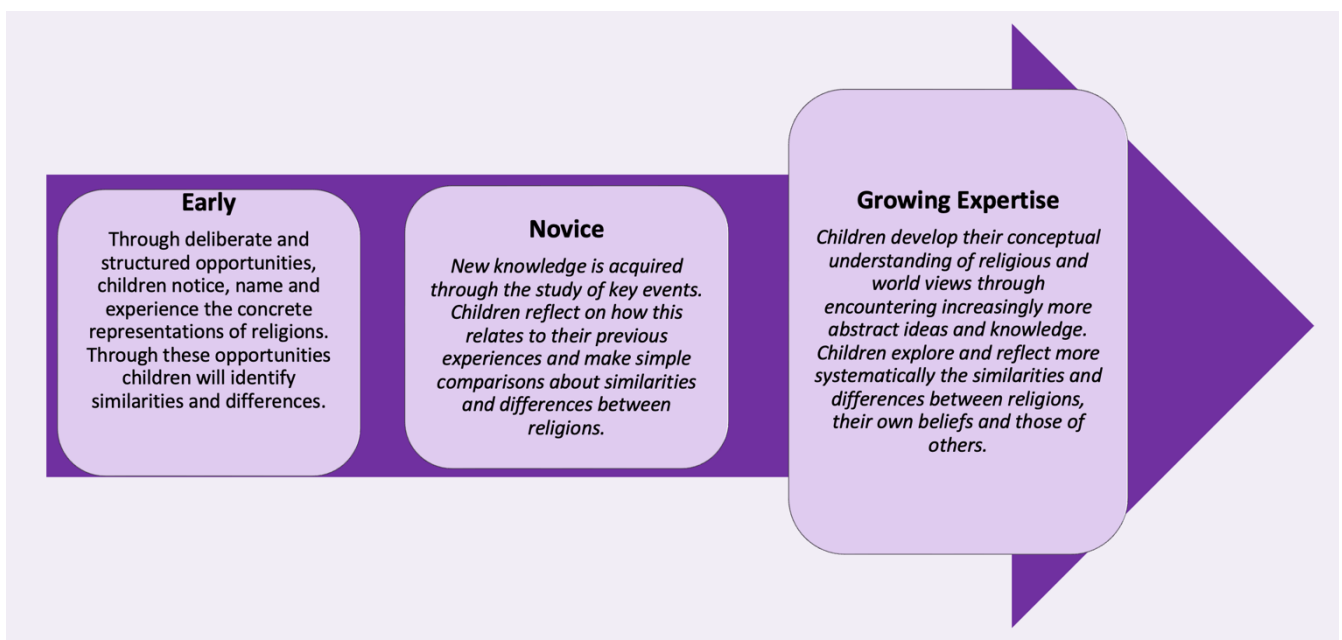 Early
Through deliberate and
structured opportunities,
children notice, name and
experience the concrete
representations of religions.
Through these opportunities
children will identify
similarities and differences.
Novice
New knowledge is acquired
through the study of key events.
Children reflect on how this
relates to their previous
experiences and make simple
comparisons about similarities
and differences between
religions.
Growing Expertise
Children develop their conceptual
understanding of religious and
world views through
encountering increasingly more
abstract ideas and knowledge.
Children explore and reflect more
systematically the similarities and
differences between religions,
their own beliefs and those of
others.